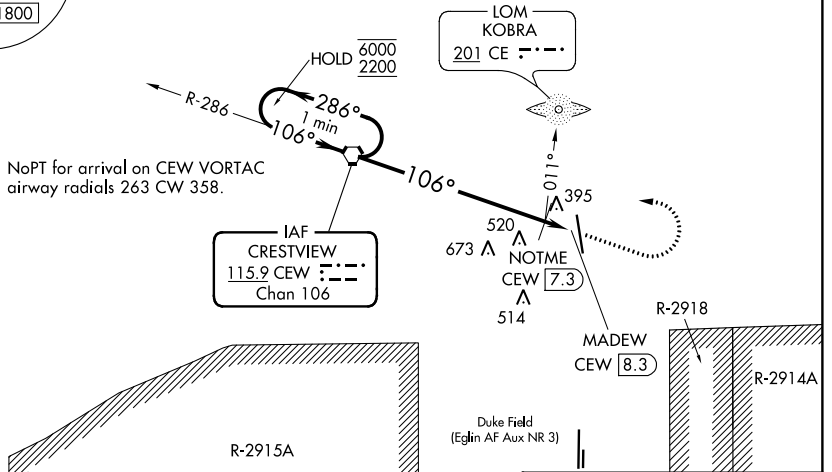 1800
LOM
KOBRA
201 CE
HOLD 6000
2200
R-286
286°
1 min
106°
106°
NoPT for arrival on CEW VORTAC
airway radials 263 CW 358.
011°
395
520
673
NOTME
CEW 7.3
514
IAF
CRESTVIEW
115.9 CEW
Chan 106
R-2918
MADEW
CEW 8.3
R-2914A
R-2915A
Duke Field
(Eglin AF Aux NR 3)